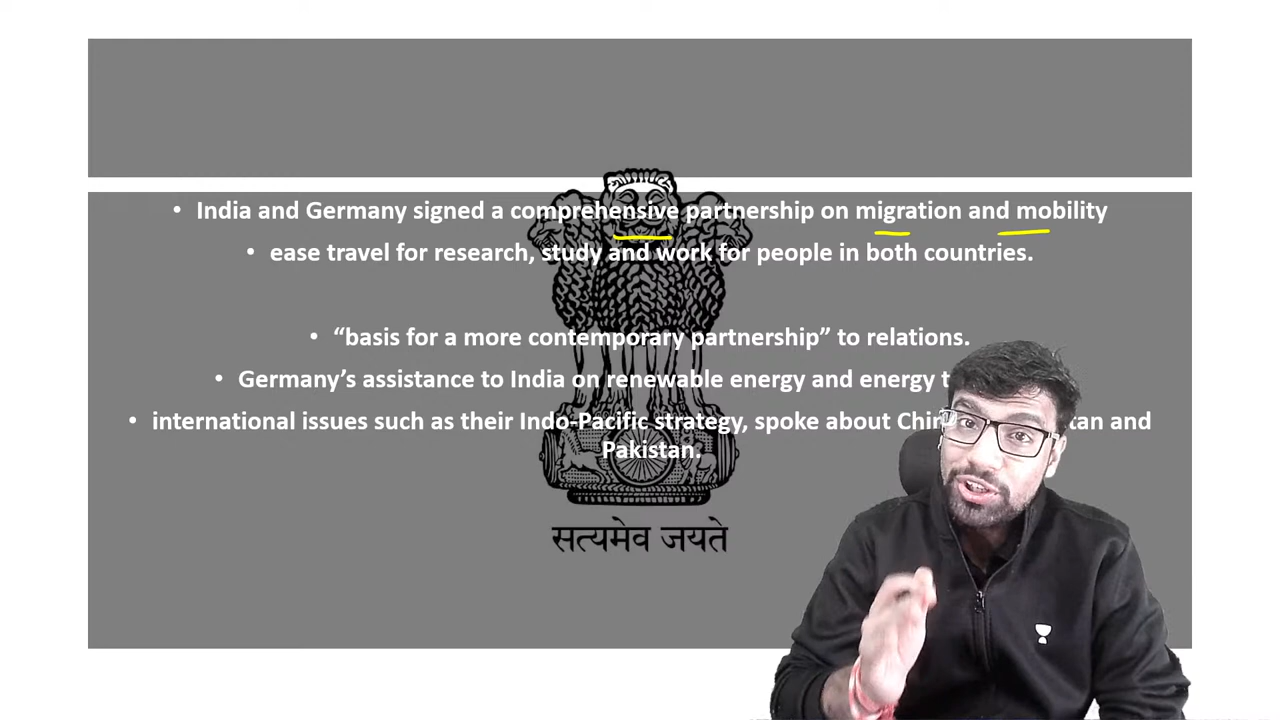 • India and Germany signed a comprehensive partnership on migration and mobility
• ease travel for research, study and work for people in both countries.
• “basis for a more contemporary partnership” to relations.
• Germany’s assistance to India on renewable energy and energy
• international issues such as their Indo-Pacific strategy, spoke about and
Pakistan.
सत्यमेव जयते